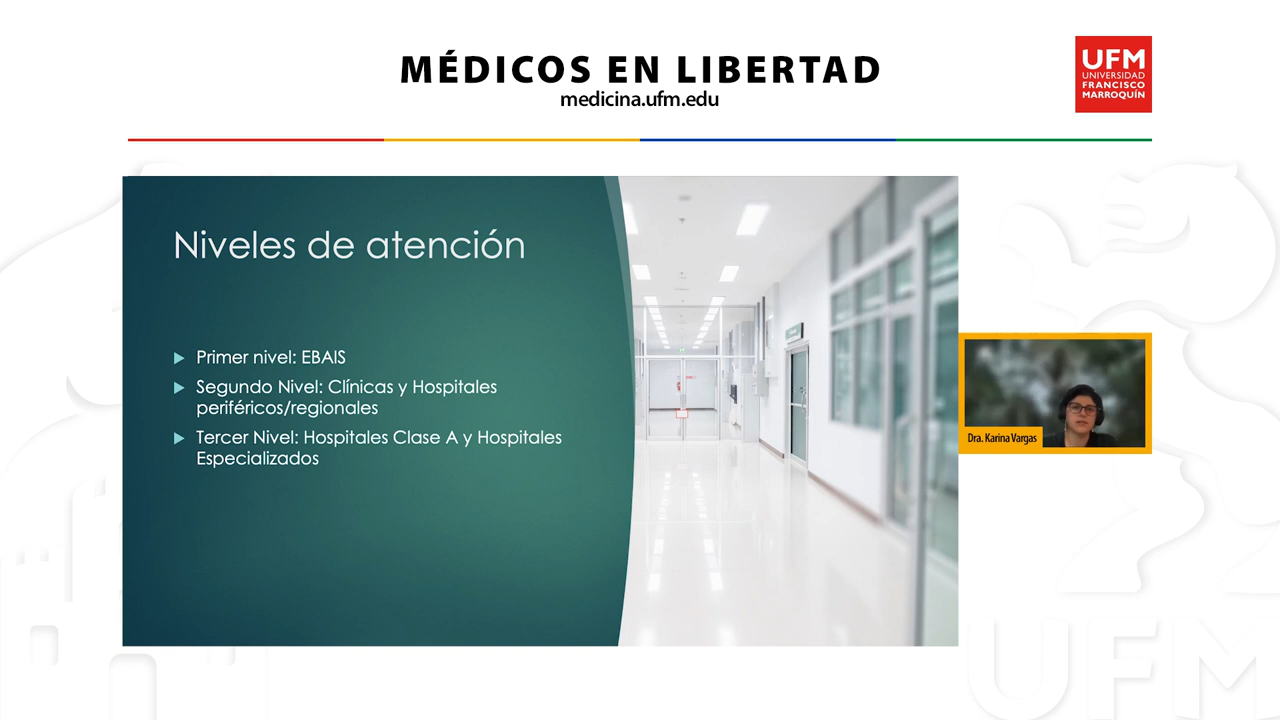 MÉDICOS EN LIBERTAD
medicina.ufm.edu
UFM
UNIVERSIDAD
FRANCISCO
MARROQUÍN
Niveles de atención
Primer nivel: EBAIS
Segundo Nivel: Clínicas y Hospitales
periféricos/regionales
Tercer Nivel: Hospitales Clase A y Hospitales
Especializados
Dra. Karina Vargas
UFM